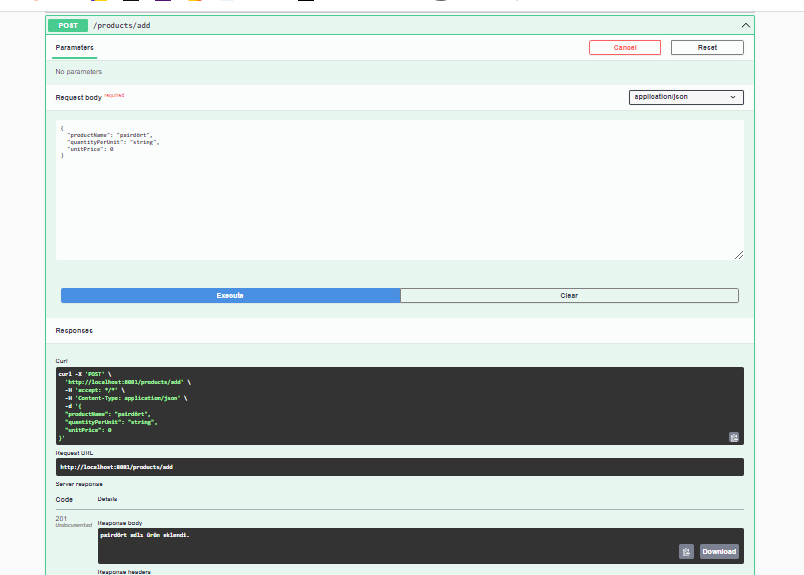 POST /products/add
Parameters
Cancel
Reset
No parameters
Request body required
application/json
{
"productName": "pairdört",
"quantityPerUnit": "string",
"unitPrice": 0
}
Execute
Clear
Responses
Curl
curl -X 'POST' \
'http://localhost:8081/products/add' \
-H 'accept: */*' \
-H 'Content-Type: application/json' \
-d '{
"productName": "pairdört",
"quantityPerUnit": "string",
"unitPrice": 0
}'
Request URL
http://localhost:8081/products/add
Server response
Code Details
201
Undocumented
Response body
pairdört adlı ürün eklendi.
Download
Response headers